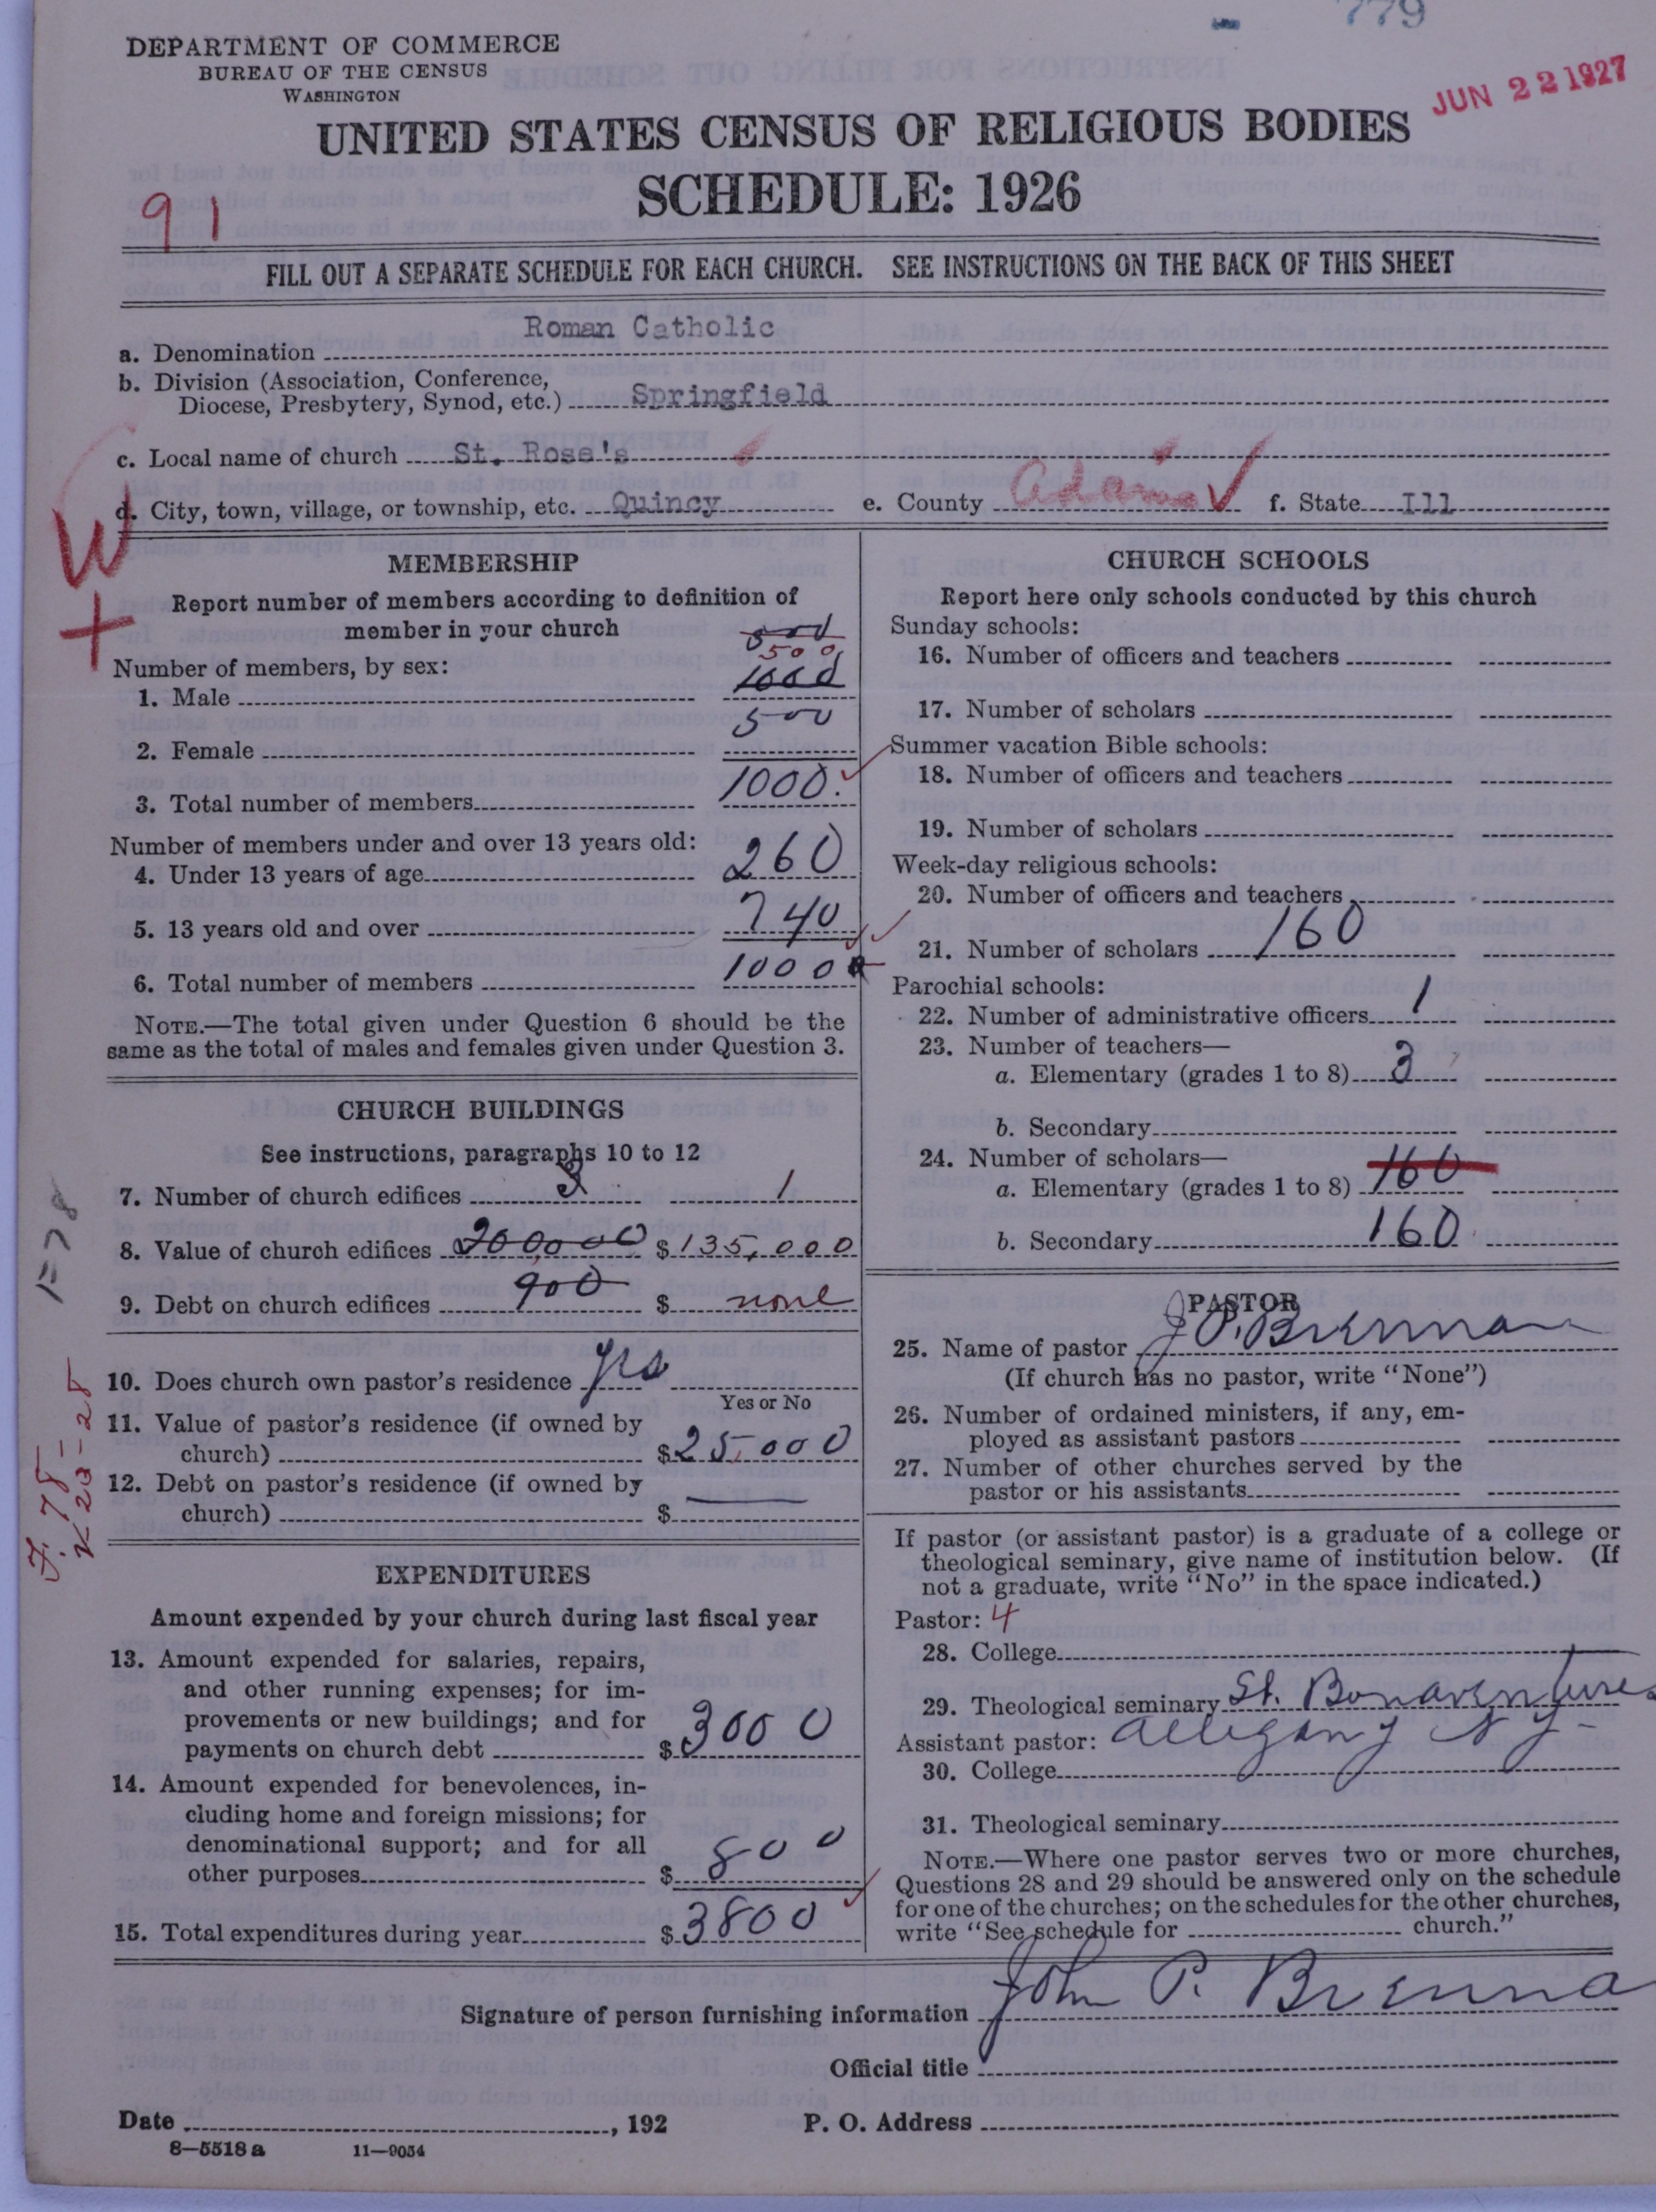 779
DEPARTMENT OF COMMERCE
BUREAU OF THE CENSUS
WASHINGTON
JUN 22 1927
UNITED STATES CENSUS OF RELIGIOUS BODIES
SCHEDULE: 1926
91
FILL OUT A SEPARATE SCHEDULE FOR EACH CHURCH. SEE INSTRUCTIONS ON THE BACK OF THIS SHEET
a. Denomination Roman Catholic
b. Division (Association, Conference,
Diocese, Presbytery, Synod, etc.) Springfield
c. Local name of church St. Rose's
d. City, town, village, or township, etc. Quincy e. County Adams f. State Ill
W
+
MEMBERSHIP
Report number of members according to definition of
member in your church
500
500
Number of members, by sex:
1. Male 1000
2. Female 500
3. Total number of members 1000.
Number of members under and over 13 years old:
4. Under 13 years of age 260
5. 13 years old and over 740
6. Total number of members 1000
NOTE.—The total given under Question 6 should be the
same as the total of males and females given under Question 3.
CHURCH BUILDINGS
See instructions, paragraphs 10 to 12
7. Number of church edifices 3 1
8. Value of church edifices 200,000 $135,000
9. Debt on church edifices 900 $ none
10. Does church own pastor's residence yes
Yes or No
11. Value of pastor's residence (if owned by
church) $25,000
12. Debt on pastor's residence (if owned by
church) $
EXPENDITURES
Amount expended by your church during last fiscal year
13. Amount expended for salaries, repairs,
and other running expenses; for im-
provements or new buildings; and for
payments on church debt $3000
14. Amount expended for benevolences, in-
cluding home and foreign missions; for
denominational support; and for all
other purposes $800
15. Total expenditures during year $3800
CHURCH SCHOOLS
Report here only schools conducted by this church
Sunday schools:
16. Number of officers and teachers
17. Number of scholars
Summer vacation Bible schools:
18. Number of officers and teachers
19. Number of scholars
Week-day religious schools:
20. Number of officers and teachers
21. Number of scholars 160
Parochial schools:
22. Number of administrative officers 1
23. Number of teachers—
a. Elementary (grades 1 to 8) 3
b. Secondary
24. Number of scholars—
a. Elementary (grades 1 to 8) 160
b. Secondary 160
PASTOR
25. Name of pastor J P. Brennan
(If church has no pastor, write "None")
26. Number of ordained ministers, if any, em-
ployed as assistant pastors
27. Number of other churches served by the
pastor or his assistants
If pastor (or assistant pastor) is a graduate of a college or
theological seminary, give name of institution below. (If
not a graduate, write "No" in the space indicated.)
Pastor: 4
28. College
29. Theological seminary St. Bonaventures
Assistant pastor: Allegany N Y-
30. College
31. Theological seminary
NOTE.—Where one pastor serves two or more churches,
Questions 28 and 29 should be answered only on the schedule
for one of the churches; on the schedules for the other churches,
write "See schedule for church."
Signature of person furnishing information John P. Brenna
Official title
Date , 192 P. O. Address
8—5518 a 11—9054